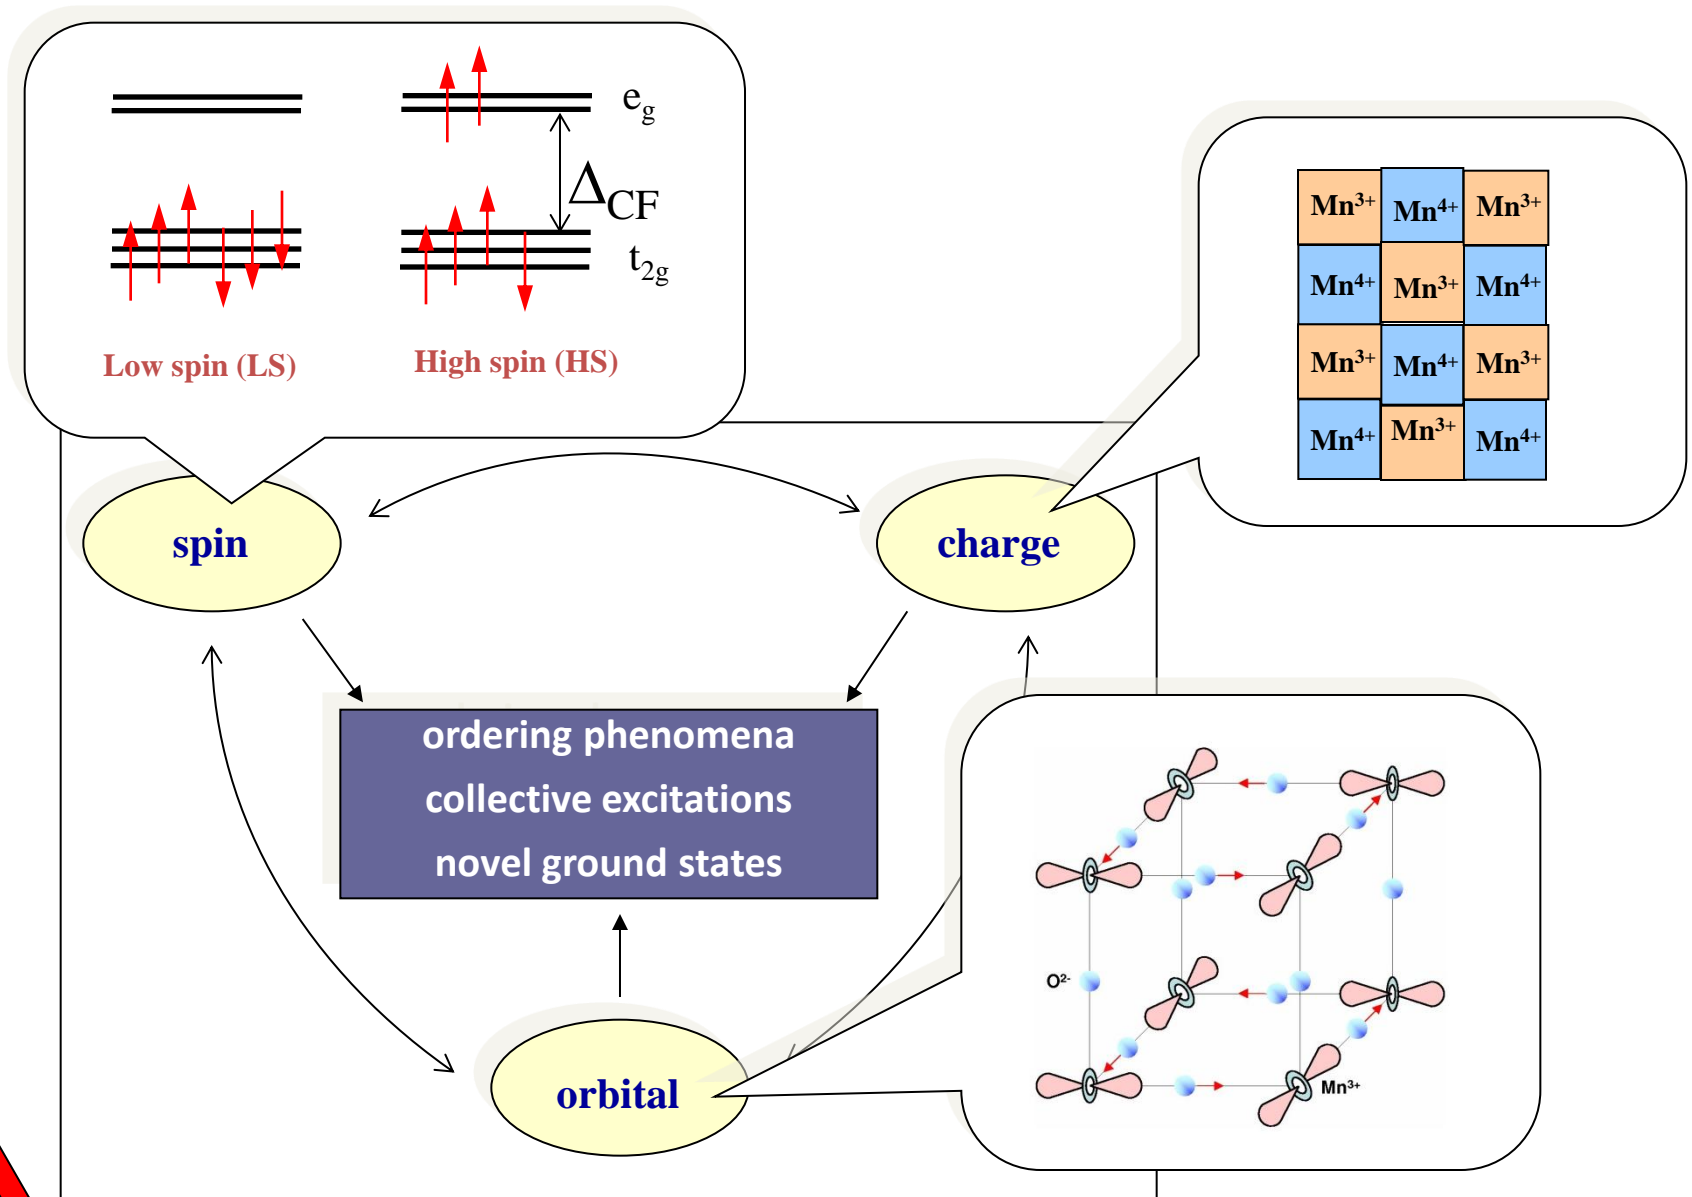 e_g
Δ_CF
t_2g
Low spin (LS) High spin (HS)
Mn³⁺ Mn⁴⁺ Mn³⁺
Mn⁴⁺ Mn³⁺ Mn⁴⁺
Mn³⁺ Mn⁴⁺ Mn³⁺
Mn⁴⁺ Mn³⁺ Mn⁴⁺
spin
charge
ordering phenomena
collective excitations
novel ground states
orbital
O²⁻
Mn³⁺